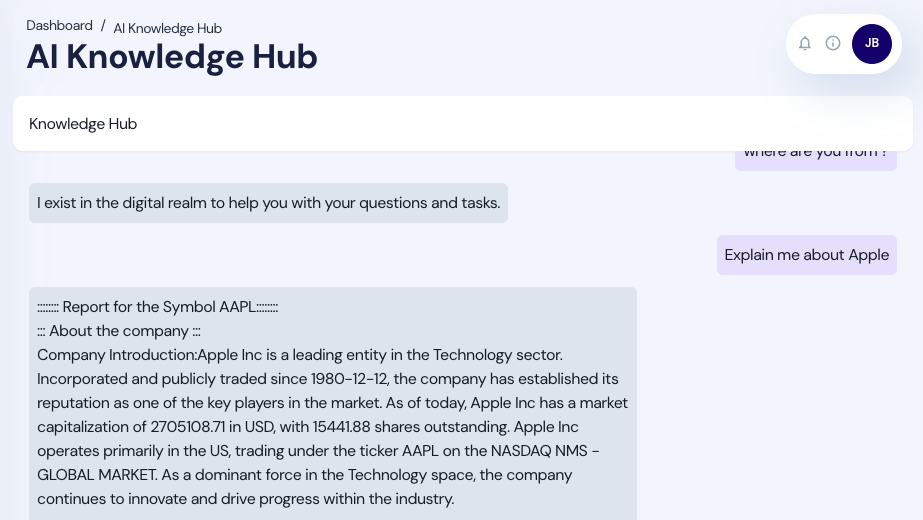 Dashboard / AI Knowledge Hub
AI Knowledge Hub
JB
Knowledge Hub
where are you from ?
I exist in the digital realm to help you with your questions and tasks.
Explain me about Apple
:::::::: Report for the Symbol AAPL::::::::
::: About the company :::
Company Introduction:Apple Inc is a leading entity in the Technology sector.
Incorporated and publicly traded since 1980-12-12, the company has established its
reputation as one of the key players in the market. As of today, Apple Inc has a market
capitalization of 2705108.71 in USD, with 15441.88 shares outstanding. Apple Inc
operates primarily in the US, trading under the ticker AAPL on the NASDAQ NMS -
GLOBAL MARKET. As a dominant force in the Technology space, the company
continues to innovate and drive progress within the industry.